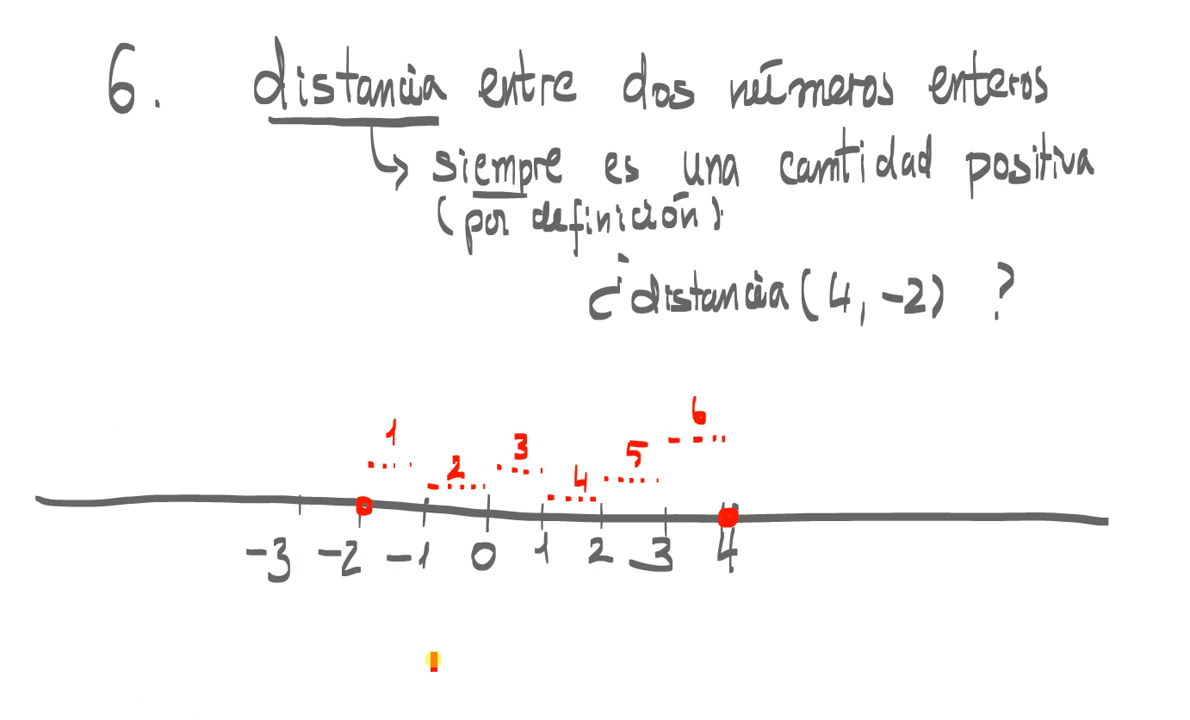 6. distancia entre dos números enteros
siempre es una cantidad positiva
(por definición)
¿distancia(4, -2) ?
1 2 3 4 5 6
-3 -2 -1 0 1 2 3 4